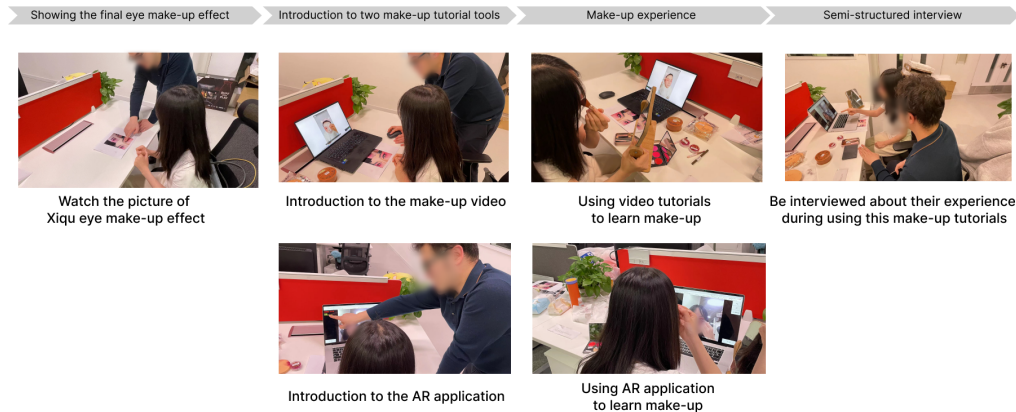 Showing the final eye make-up effect
Introduction to two make-up tutorial tools
Make-up experience
Semi-structured interview
Watch the picture of
Xiqu eye make-up effect
Introduction to the make-up video
Using video tutorials
to learn make-up
Be interviewed about their experience
during using this make-up tutorials
Introduction to the AR application
Using AR application
to learn make-up